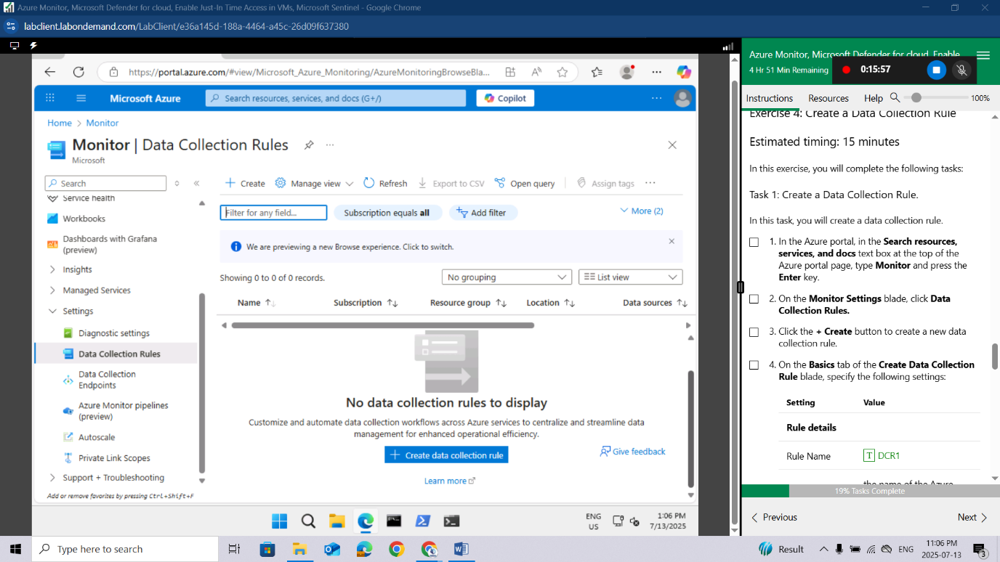 Azure Monitor, Microsoft Defender for cloud, Enable Just-In Time Access in VMs, Microsoft Sentinel - Google Chrome
labclient.labondemand.com/LabClient/e36a145d-188a-4464-a45c-26d09f637380
https://portal.azure.com/#view/Microsoft_Azure_Monitoring/AzureMonitoringBrowseBla...
Microsoft Azure
Search resources, services, and docs (G+/)
Copilot
Home > Monitor
Monitor | Data Collection Rules
Microsoft
Search
Service health
Workbooks
Dashboards with Grafana
(preview)
Insights
Managed Services
Settings
Diagnostic settings
Data Collection Rules
Data Collection
Endpoints
Azure Monitor pipelines
(preview)
Autoscale
Private Link Scopes
Support + Troubleshooting
Add or remove favorites by pressing Ctrl+Shift+F
Create
Manage view
Refresh
Export to CSV
Open query
Assign tags
Filter for any field...
Subscription equals all
Add filter
More (2)
We are previewing a new Browse experience. Click to switch.
Showing 0 to 0 of 0 records.
No grouping
List view
Name
Subscription
Resource group
Location
Data sources
No data collection rules to display
Customize and automate data collection workflows across Azure services to centralize and streamline data
management for enhanced operational efficiency.
Create data collection rule
Give feedback
Learn more
ENG
US
1:06 PM
7/13/2025
Azure Monitor, Microsoft Defender for cloud, Enable
4 Hr 51 Min Remaining
0:15:57
Instructions
Resources
Help
100%
Exercise 4: Create a Data Collection Rule
Estimated timing: 15 minutes
In this exercise, you will complete the following tasks:
Task 1: Create a Data Collection Rule.
In this task, you will create a data collection rule.
1. In the Azure portal, in the Search resources,
services, and docs text box at the top of the
Azure portal page, type Monitor and press the
Enter key.
2. On the Monitor Settings blade, click Data
Collection Rules.
3. Click the + Create button to create a new data
collection rule.
4. On the Basics tab of the Create Data Collection
Rule blade, specify the following settings:
Setting Value
Rule details
Rule Name T DCR1
the name of the Azure
19% Tasks Complete
Previous
Next
Type here to search
Result
ENG
11:06 PM
2025-07-13
3